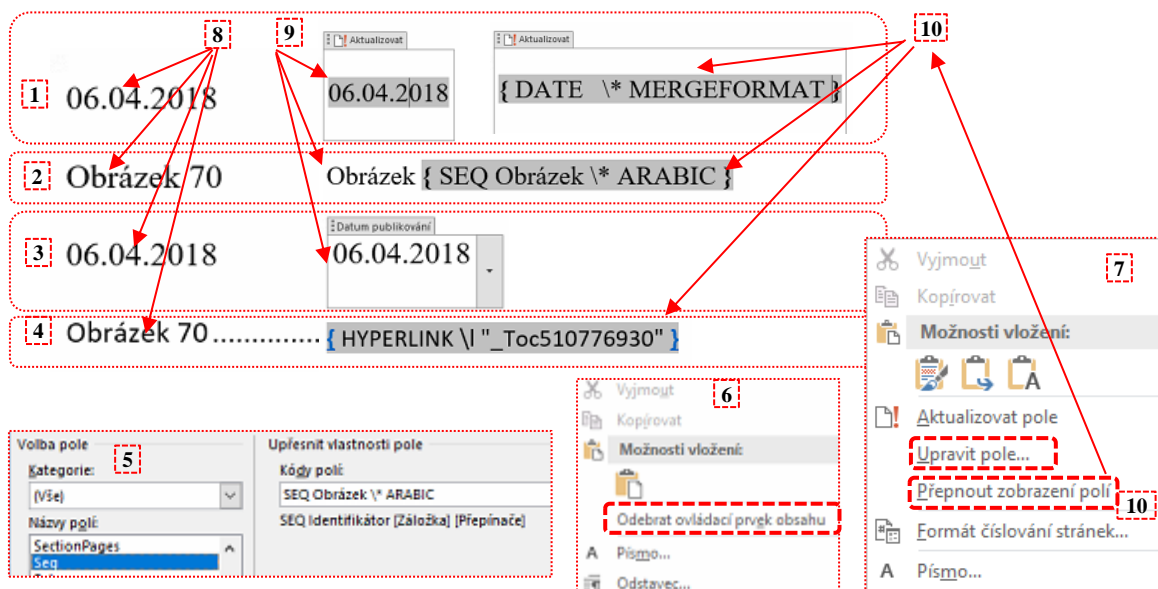 8
9
10
Aktualizovat
Aktualizovat
1
06.04.2018
06.04.2018
{ DATE \* MERGEFORMAT }
2
Obrázek 70
Obrázek { SEQ Obrázek \* ARABIC }
Datum publikování
3
06.04.2018
06.04.2018
4
Obrázek 70..............
{ HYPERLINK \l "_Toc510776930" }
5
Volba pole
Kategorie:
(Vše)
Názvy polí:
SectionPages
Seq
Upřesnit vlastnosti pole
Kódy polí:
SEQ Obrázek \* ARABIC
SEQ Identifikátor [Záložka] [Přepínače]
6
Vyjmout
Kopírovat
Možnosti vložení:
Odebrat ovládací prvek obsahu
A Písmo...
Odstavec...
7
Vyjmout
Kopírovat
Možnosti vložení:
A
Aktualizovat pole
Upravit pole...
Přepnout zobrazení polí
10
Formát číslování stránek...
A Písmo...